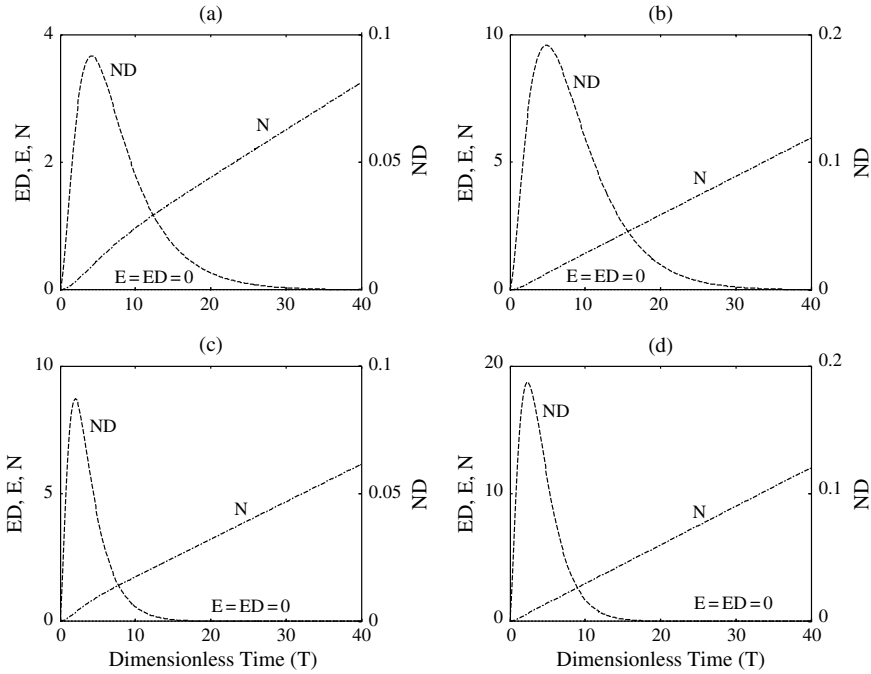 (a)
4
2
0
ED, E, N
0.1
0.05
0
ND
ND
N
E = ED = 0
0 10 20 30 40
Dimensionless Time (T)
(b)
10
5
0
ED, E, N
0.2
0.1
0
ND
ND
N
E = ED = 0
0 10 20 30 40
Dimensionless Time (T)
(c)
10
5
0
ED, E, N
0.1
0.05
0
ND
ND
N
E = ED = 0
0 10 20 30 40
Dimensionless Time (T)
(d)
20
10
0
ED, E, N
0.2
0.1
0
ND
ND
N
E = ED = 0
0 10 20 30 40
Dimensionless Time (T)